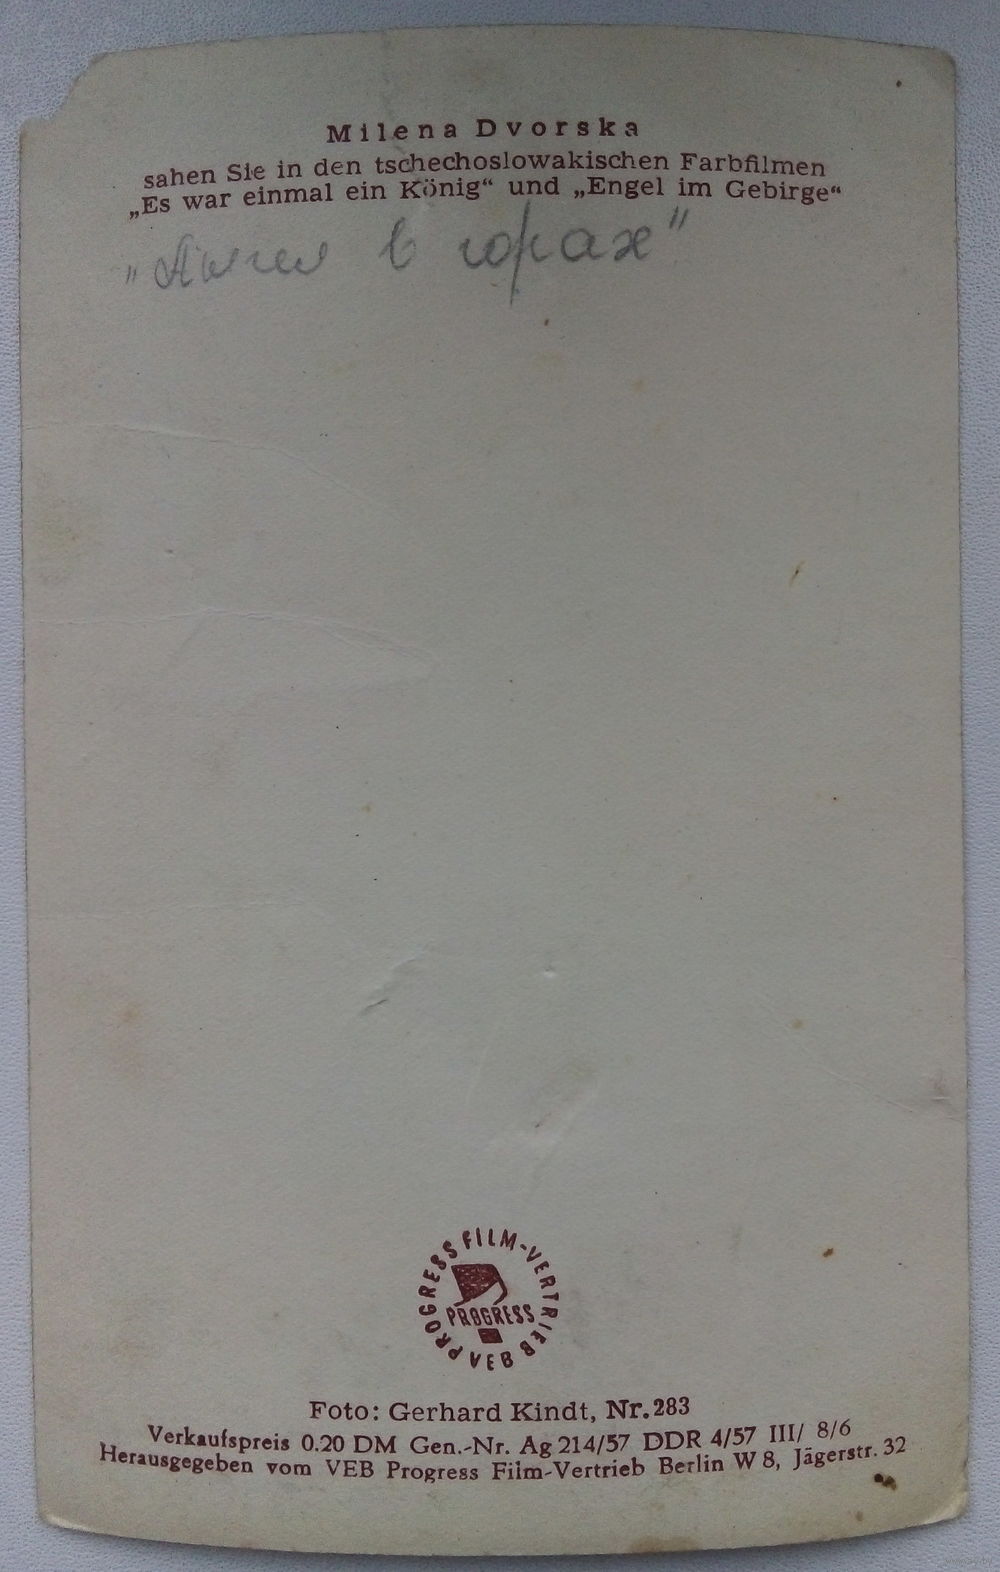 Milena Dvorska
sahen Sie in den tschechoslowakischen Farbfilmen
„Es war einmal ein König“ und „Engel im Gebirge“
"Ангел в горах"
PROGRESS FILM-VERTRIEB VEB
PROGRESS
Foto: Gerhard Kindt, Nr. 283
Verkaufspreis 0.20 DM Gen.-Nr. Ag 214/57 DDR 4/57 III/ 8/6
Herausgegeben vom VEB Progress Film-Vertrieb Berlin W 8, Jägerstr. 32